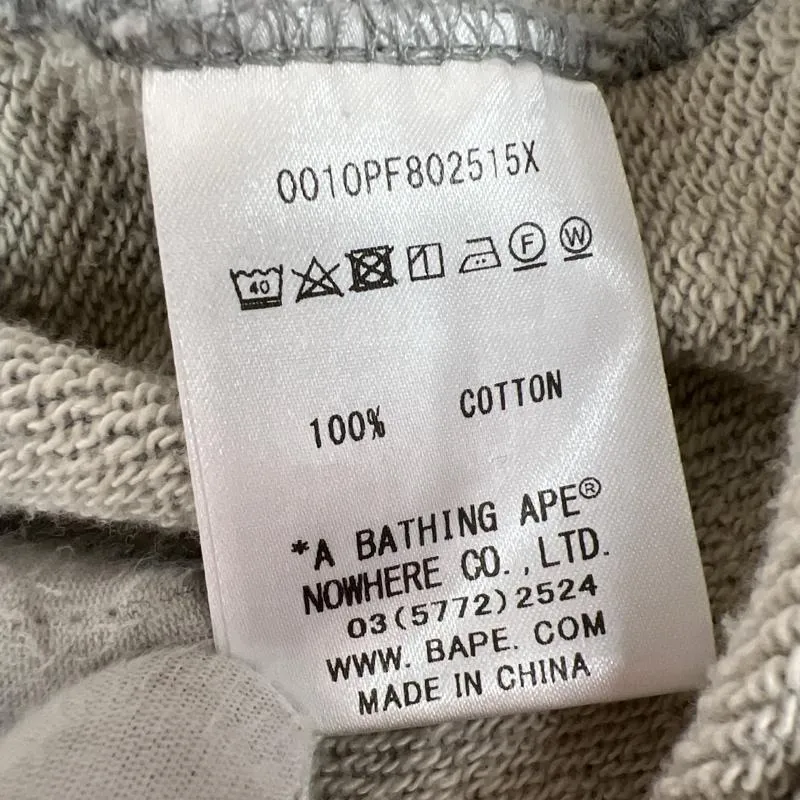 0010PF802515X
40 F W
100% COTTON
*A BATHING APE®
NOWHERE CO.,LTD.
03(5772)2524
WWW. BAPE. COM
MADE IN CHINA